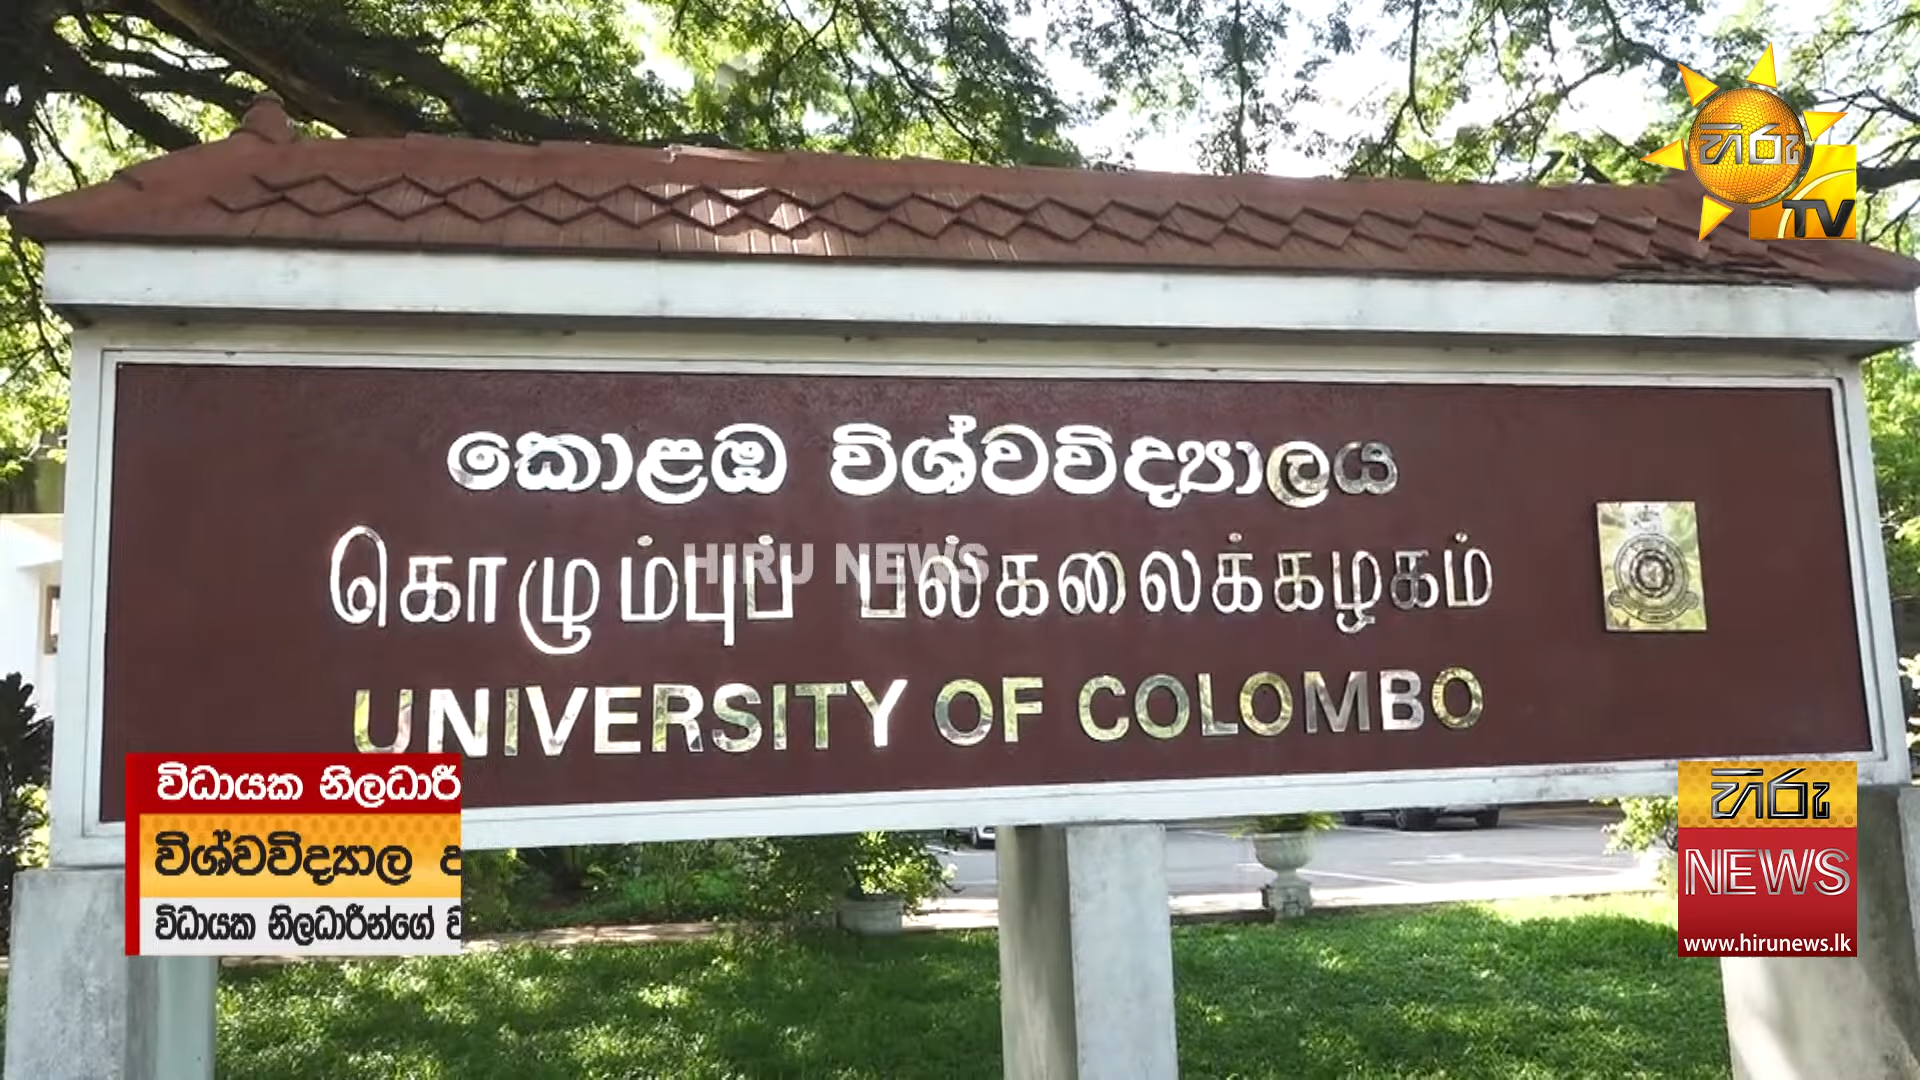 හිරු
TV
කොළඹ විශ්වවිද්‍යාලය
கொழும்புப் பல்கலைக்கழகம்
HIRU NEWS
UNIVERSITY OF COLOMBO
විධායක නිලධාරී
විශ්වවිද්‍යාල
විධායක නිලධාරීන්ගේ
හිරු
NEWS
www.hirunews.lk